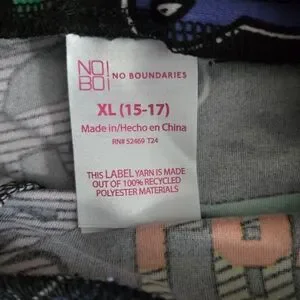 NO
BO!
NO BOUNDARIES
XL (15-17)
Made in/Hecho en China
RN# 52469 T24
THIS LABEL YARN IS MADE
OUT OF 100% RECYCLED
POLYESTER MATERIALS